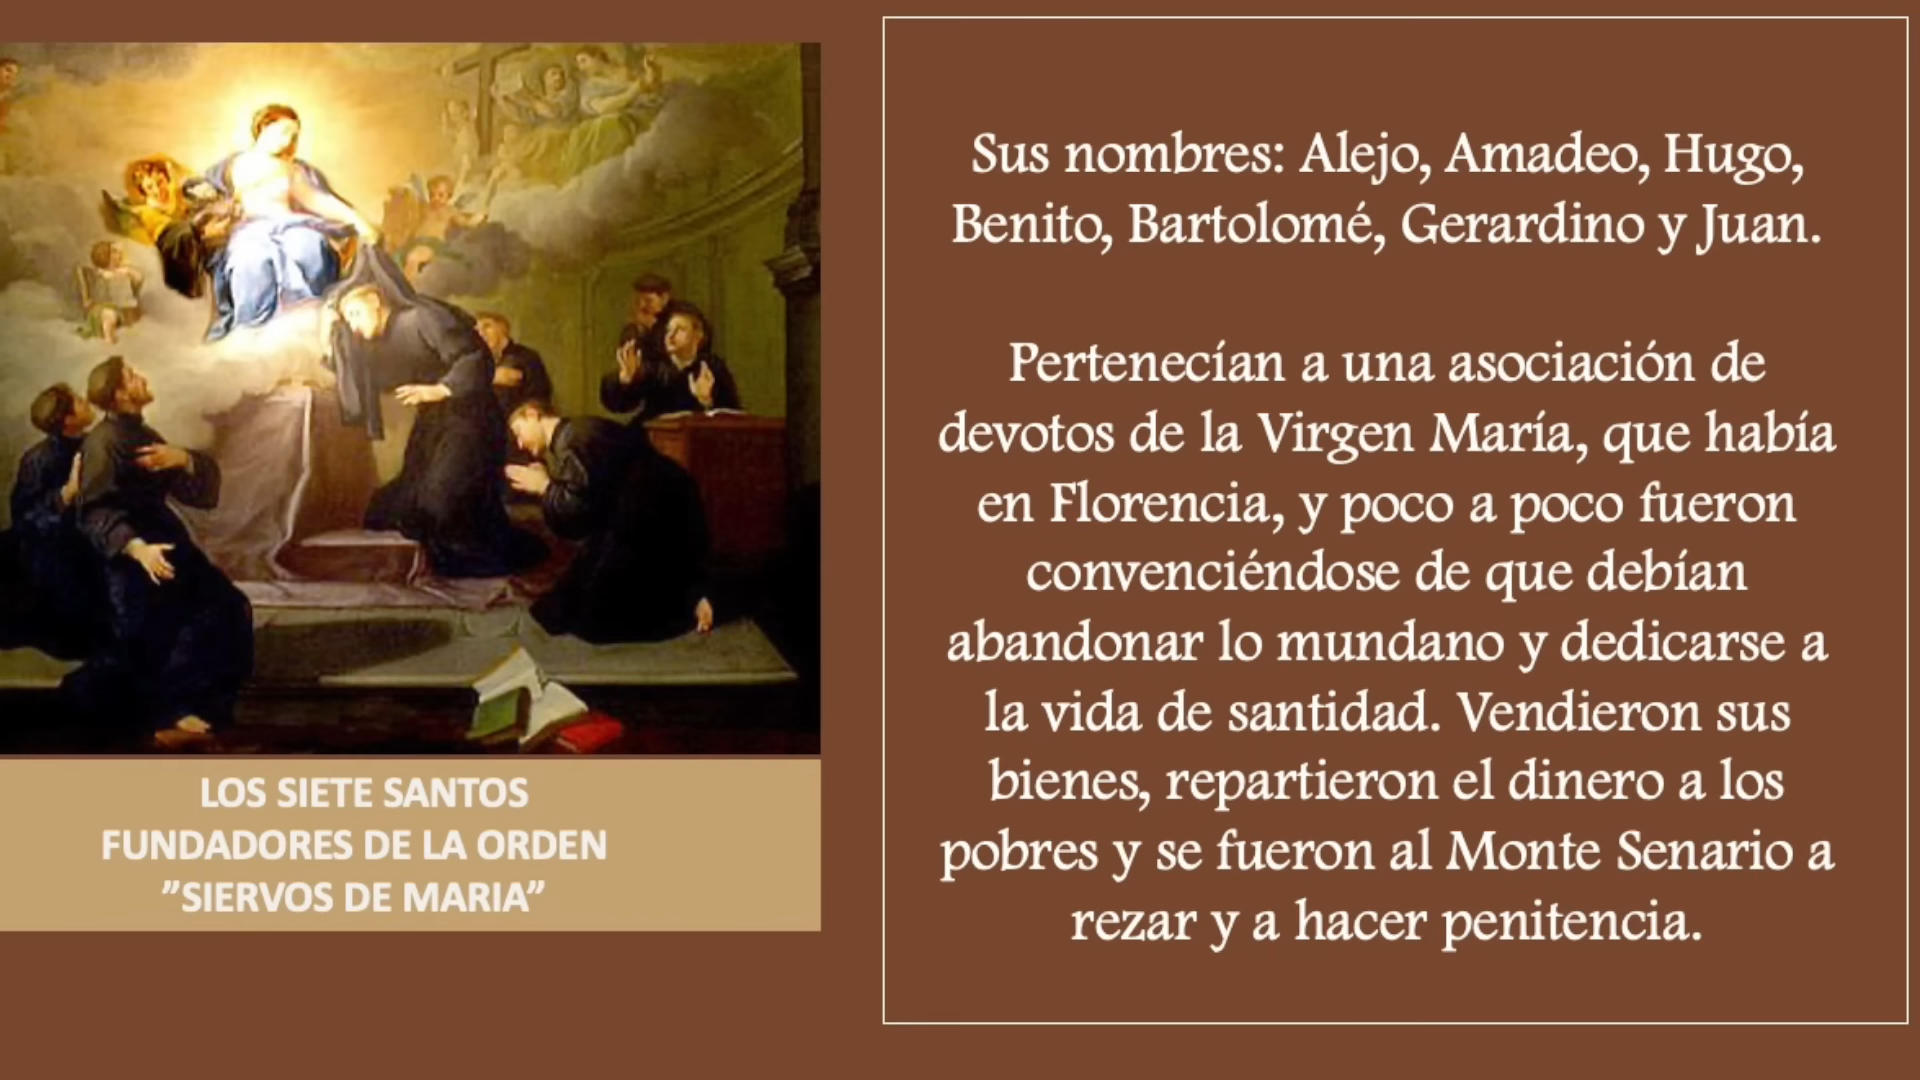 LOS SIETE SANTOS
FUNDADORES DE LA ORDEN
”SIERVOS DE MARIA”
Sus nombres: Alejo, Amadeo, Hugo,
Benito, Bartolomé, Gerardino y Juan.
Pertenecían a una asociación de
devotos de la Virgen María, que había
en Florencia, y poco a poco fueron
convenciéndose de que debían
abandonar lo mundano y dedicarse a
la vida de santidad. Vendieron sus
bienes, repartieron el dinero a los
pobres y se fueron al Monte Senario a
rezar y a hacer penitencia.